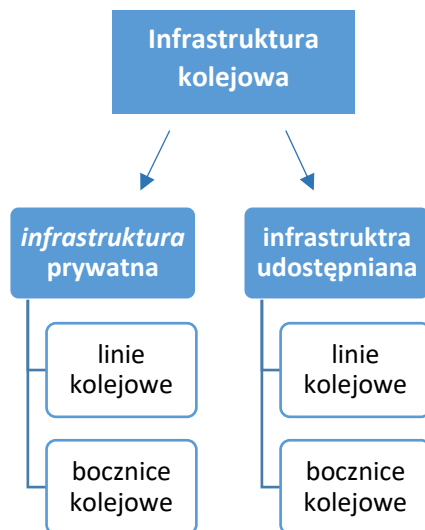 Infrastruktura
kolejowa
infrastruktura
prywatna
infrastruktra
udostępniana
linie
kolejowe
linie
kolejowe
bocznice
kolejowe
bocznice
kolejowe